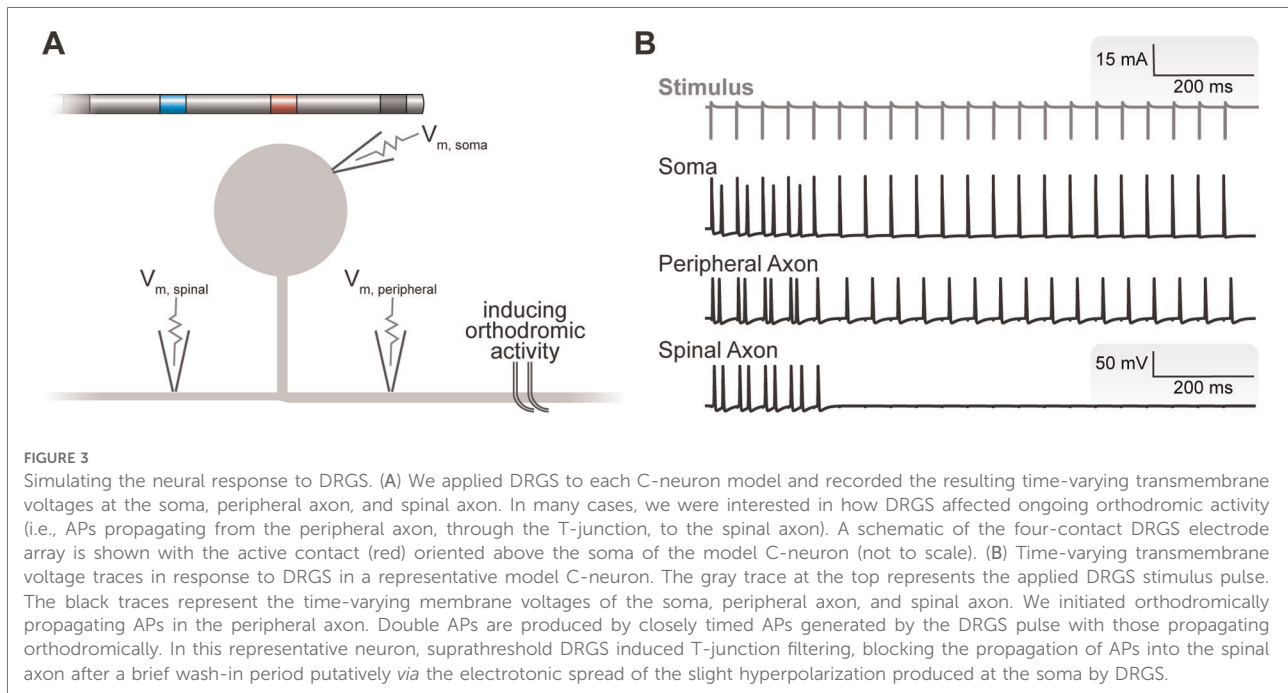 A
V m, soma
V m, spinal
V m, peripheral
inducing
orthodromic
activity
B
15 mA
200 ms
Stimulus
Soma
Peripheral Axon
Spinal Axon
50 mV
200 ms
FIGURE 3
Simulating the neural response to DRGS. (A) We applied DRGS to each C-neuron model and recorded the resulting time-varying transmembrane
voltages at the soma, peripheral axon, and spinal axon. In many cases, we were interested in how DRGS affected ongoing orthodromic activity
(i.e., APs propagating from the peripheral axon, through the T-junction, to the spinal axon). A schematic of the four-contact DRGS electrode
array is shown with the active contact (red) oriented above the soma of the model C-neuron (not to scale). (B) Time-varying transmembrane
voltage traces in response to DRGS in a representative model C-neuron. The gray trace at the top represents the applied DRGS stimulus pulse.
The black traces represent the time-varying membrane voltages of the soma, peripheral axon, and spinal axon. We initiated orthodromically
propagating APs in the peripheral axon. Double APs are produced by closely timed APs generated by the DRGS pulse with those propagating
orthodromically. In this representative neuron, suprathreshold DRGS induced T-junction filtering, blocking the propagation of APs into the spinal
axon after a brief wash-in period putatively via the electrotonic spread of the slight hyperpolarization produced at the soma by DRGS.